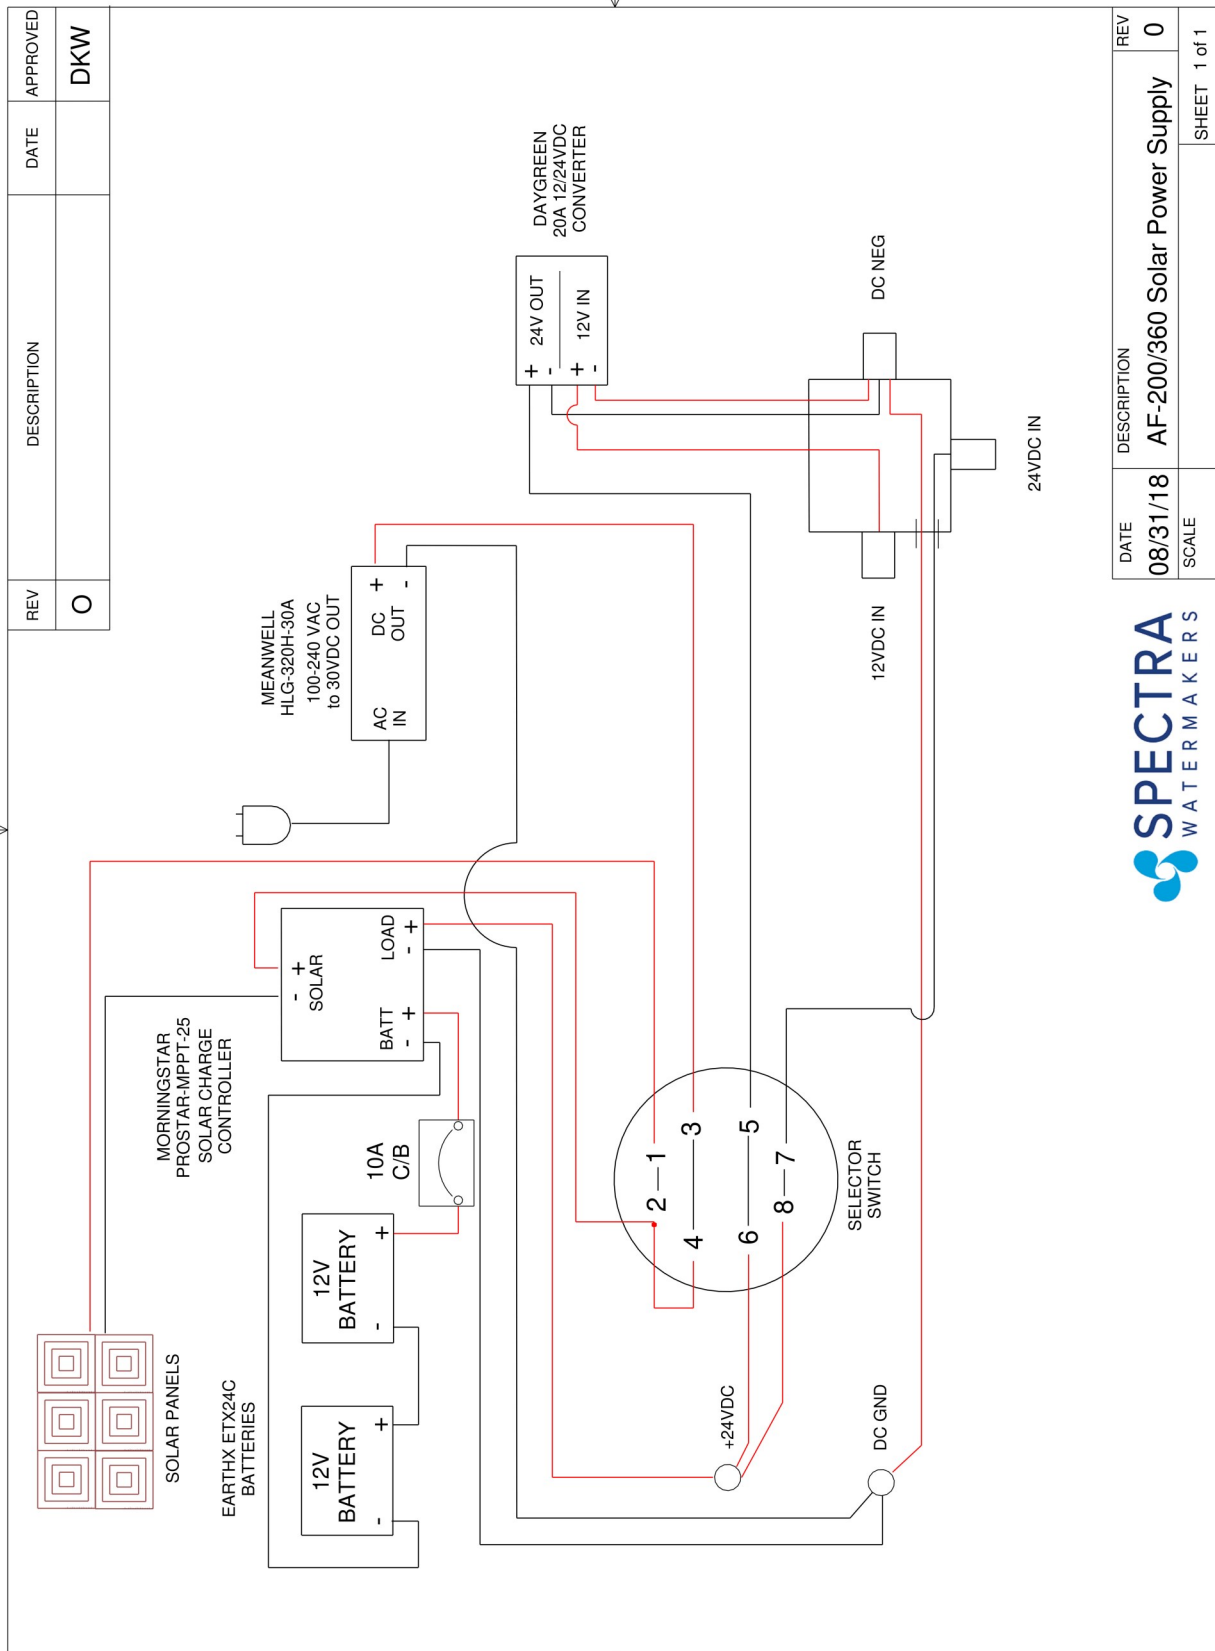 REV DESCRIPTION DATE APPROVED
O DKW
SOLAR PANELS
MORNINGSTAR
PROSTAR-MPPT-25
SOLAR CHARGE
CONTROLLER
EARTHX ETX24C
BATTERIES
MEANWELL
HLG-320H-30A
100-240 VAC
to 30VDC OUT
- +
SOLAR
BATT
- +
LOAD
- +
AC
IN
DC
OUT
+
-
12V
BATTERY
- +
12V
BATTERY
- +
10A
C/B
DAYGREEN
20A 12/24VDC
CONVERTER
24V OUT
+
-
12V IN
+
-
2 1
4 3
6 5
8 7
SELECTOR
SWITCH
+24VDC
DC GND
12VDC IN
DC NEG
24VDC IN
SPECTRA
WATERMAKERS
DATE DESCRIPTION REV
08/31/18 AF-200/360 Solar Power Supply 0
SCALE SHEET 1 of 1